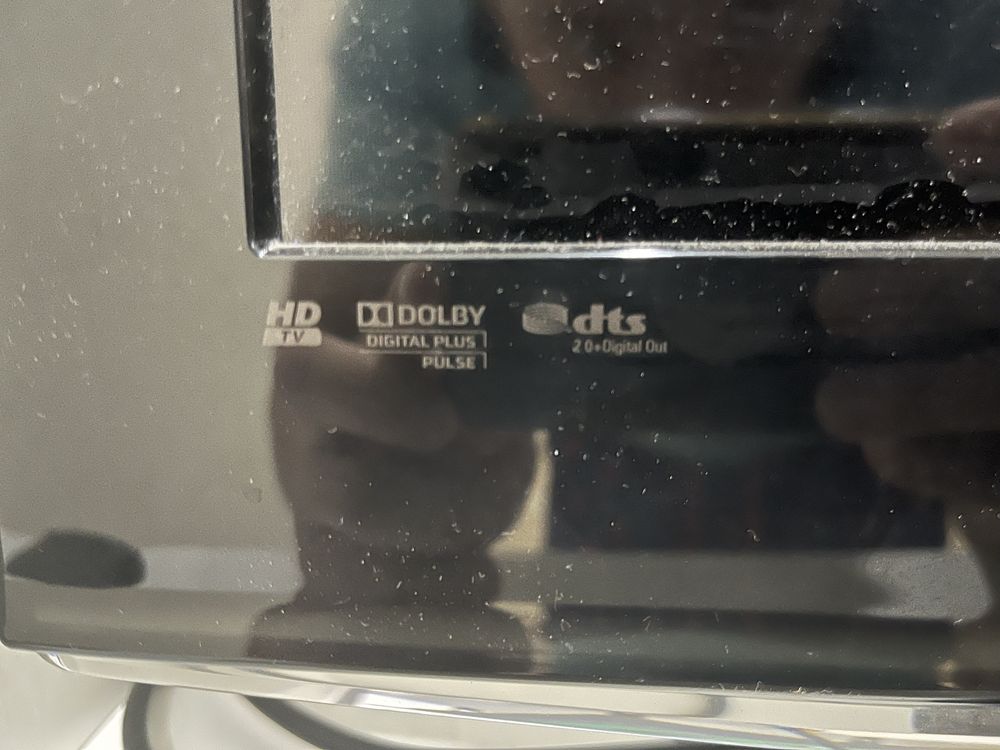 HD
TV
DOLBY
DIGITAL PLUS
PULSE
dts
2.0+Digital Out